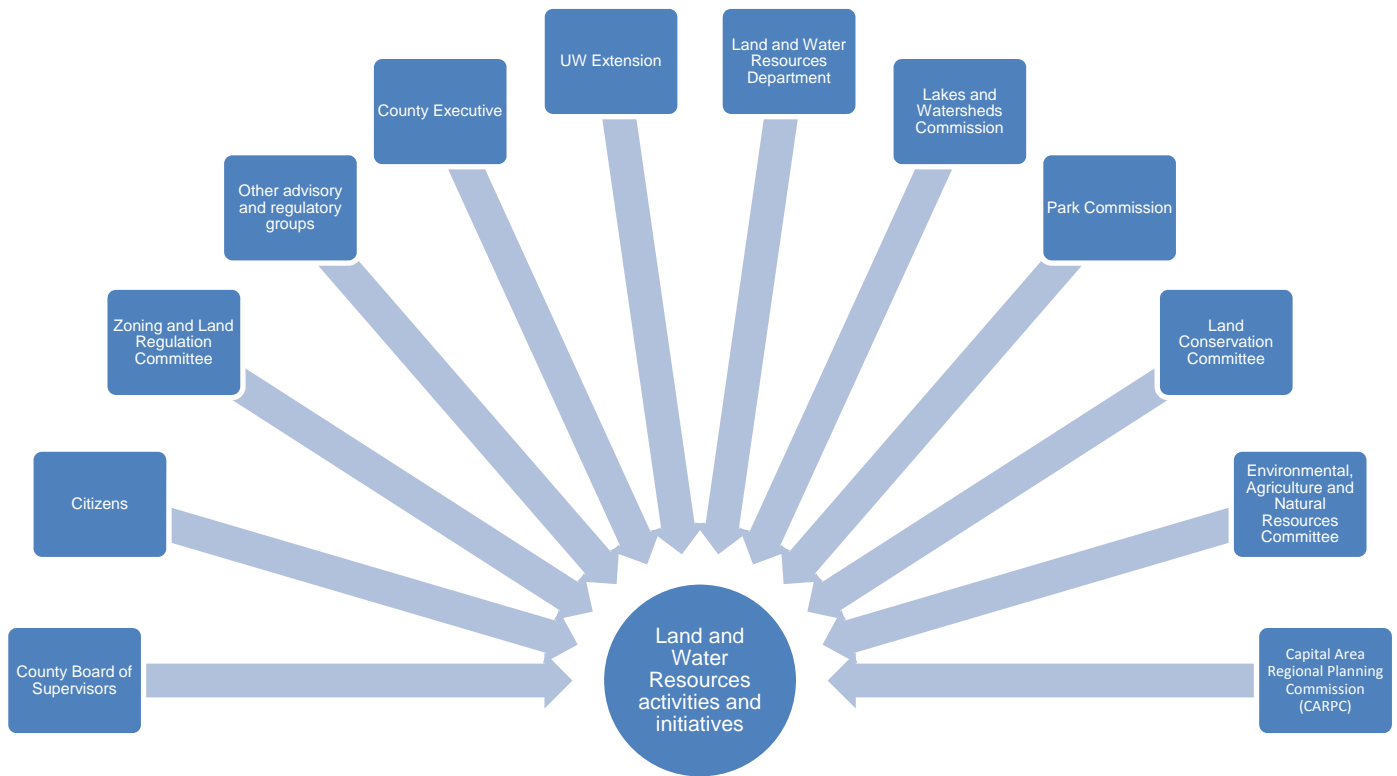 UW Extension
Land and Water
Resources
Department
County Executive
Lakes and
Watersheds
Commission
Other advisory
and regulatory
groups
Park Commission
Zoning and Land
Regulation
Committee
Land
Conservation
Committee
Citizens
Environmental,
Agriculture and
Natural
Resources
Committee
County Board of
Supervisors
Land and
Water
Resources
activities and
initiatives
Capital Area
Regional Planning
Commission
(CARPC)